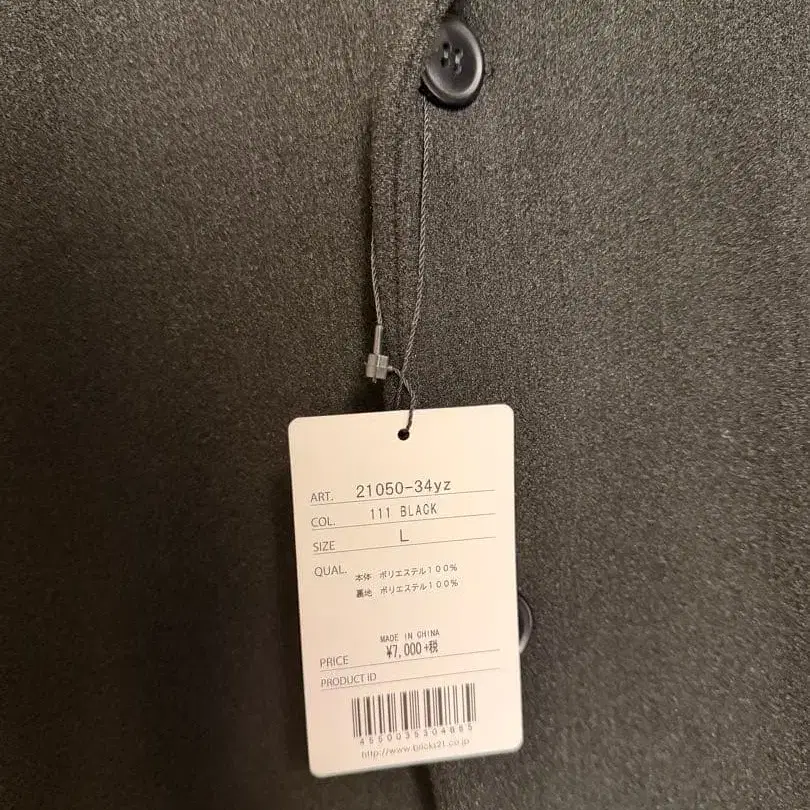 ART. 21050-34yz
COL. 111 BLACK
SIZE L
QUAL. 本体 ポリエステル100%
裏地 ポリエステル100%
MADE IN CHINA
PRICE ¥7,000+税
PRODUCT ID
4550035304885